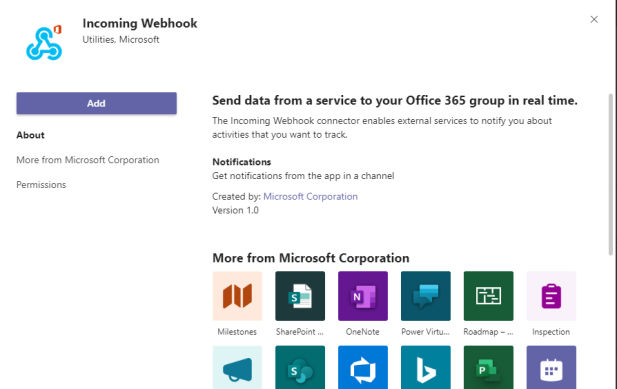 Incoming Webhook
Utilities. Microsoft
Add
About
More from Microsoft Corporation
Permissions
Send data from a service to your Office 365 group in real time.
The Incoming Webhook connector enables external services to notify you about
activities that you want to track.
Notifications
Get notifications from the app in a channel
Created by: Microsoft Corporation
Version 1.0
More from Microsoft Corporation
Milestones
SharePoint ...
OneNote
Power Virtu...
Roadmap – ...
Inspection